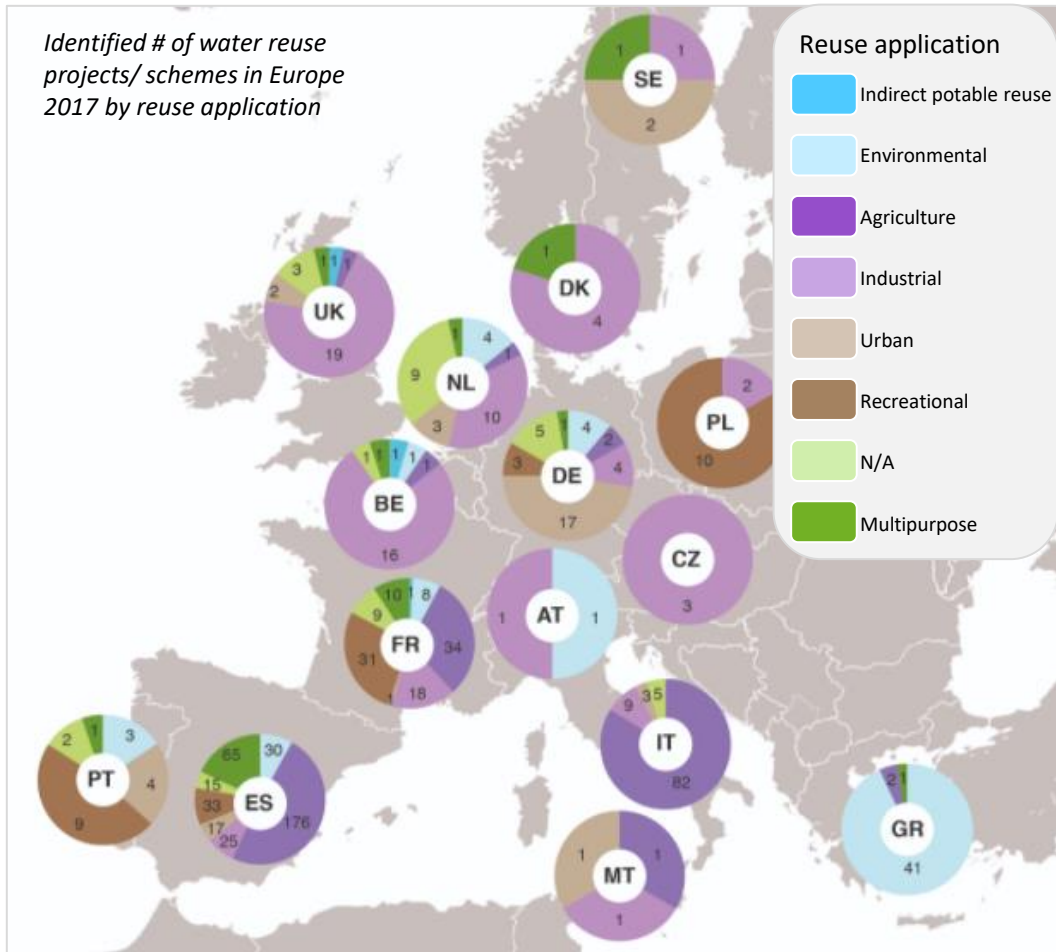 Identified # of water reuse
projects/ schemes in Europe
2017 by reuse application
Reuse application
Indirect potable reuse
Environmental
Agriculture
Industrial
Urban
Recreational
N/A
Multipurpose
1 1
SE
2
1
DK
4
3 1 1 1
2
UK
19
1 4
1
9
NL
10
3
2
PL
10
5 1 4
2
3 DE 4
17
1 1 1 1 1
BE
16
CZ
3
1 AT 1
10 1 8
9
FR 34
31
1 18
9 3 5
IT
82
2 1 3
PT 4
9
65 30
15
33 ES
17 176
25
2 1
GR
41
1 1
MT
1